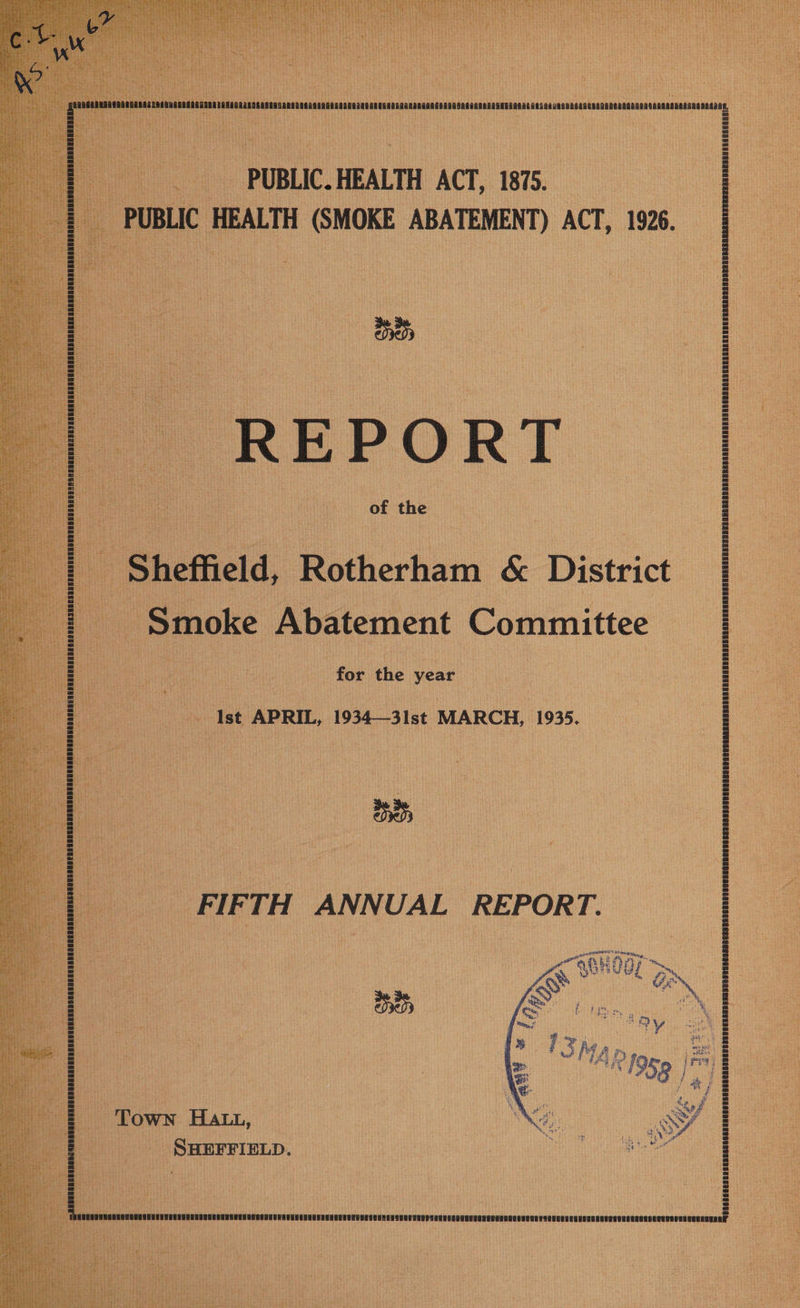 PUBLIC. HEALTH ACT, 1875.
PUBLIC HEALTH (SMOKE ABATEMENT) ACT, 1926.
REPORT
of the
Sheffield, Rotherham & District
Smoke Abatement Committee
for the year
1st APRIL, 1934—31st MARCH, 1935.
FIFTH ANNUAL REPORT.
SCHOOL
13 MAR 1958
TOWN HALL,
SHEFFIELD.